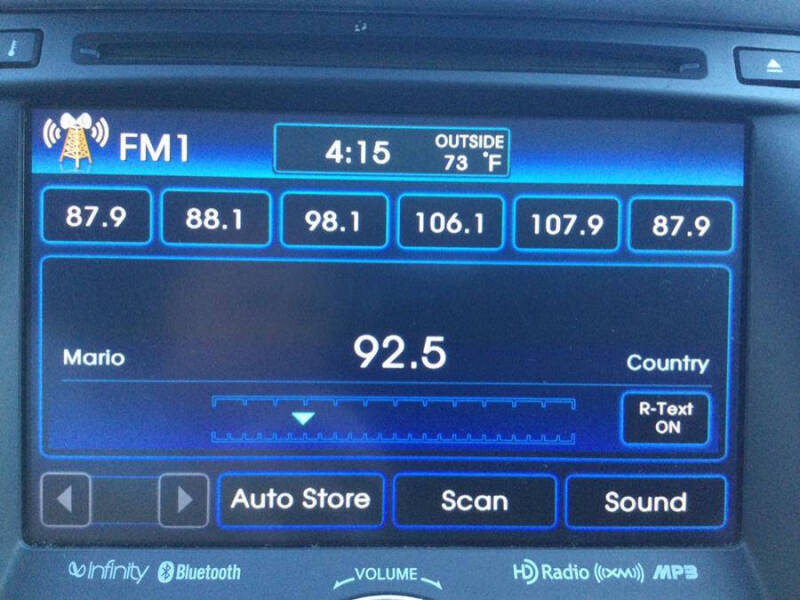 FM1
4:15
OUTSIDE
73 °F
87.9 88.1 98.1 106.1 107.9 87.9
Mario 92.5 Country
R-Text
ON
Auto Store Scan Sound
Infinity Bluetooth VOLUME HD Radio ((XM)) MP3